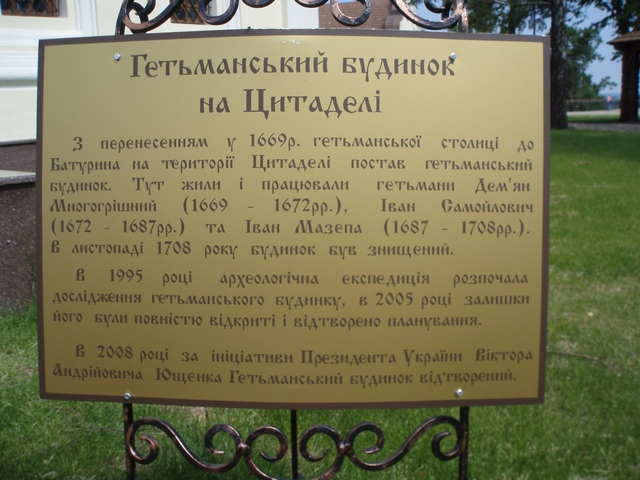 Гетьманський будинок
на Цитаделі
З перенесенням у 1669р. гетьманської столиці до
Батурина на території Цитаделі постав гетьманський
будинок. Тут жили і працювали гетьмани Дем'ян
Многогрішний (1669 - 1672рр.), Іван Самойлович
(1672 - 1687рр.) та Іван Мазепа (1687 - 1708рр.).
В листопаді 1708 року будинок був знищений.
В 1995 році археологічна експедиція розпочала
дослідження гетьманського будинку, в 2005 році залишки
його були повністю відкриті і відтворено планування.
В 2008 році за ініціативи Президента України Віктора
Андрійовича Ющенка Гетьманський будинок відтворений.